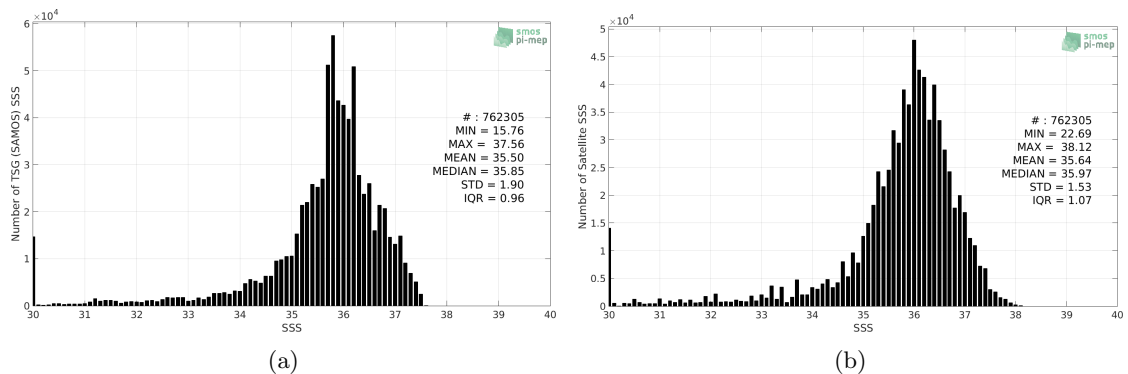 ×10⁴
6
5
4
3
2
1
0
Number of TSG (SAMOS) SSS
smos
pi-mep
# : 762305
MIN = 15.76
MAX = 37.56
MEAN = 35.50
MEDIAN = 35.85
STD = 1.90
IQR = 0.96
30 31 32 33 34 35 36 37 38 39 40
SSS
(a)
×10⁴
5
4.5
4
3.5
3
2.5
2
1.5
1
0.5
0
Number of Satellite SSS
smos
pi-mep
# : 762305
MIN = 22.69
MAX = 38.12
MEAN = 35.64
MEDIAN = 35.97
STD = 1.53
IQR = 1.07
30 31 32 33 34 35 36 37 38 39 40
SSS
(b)